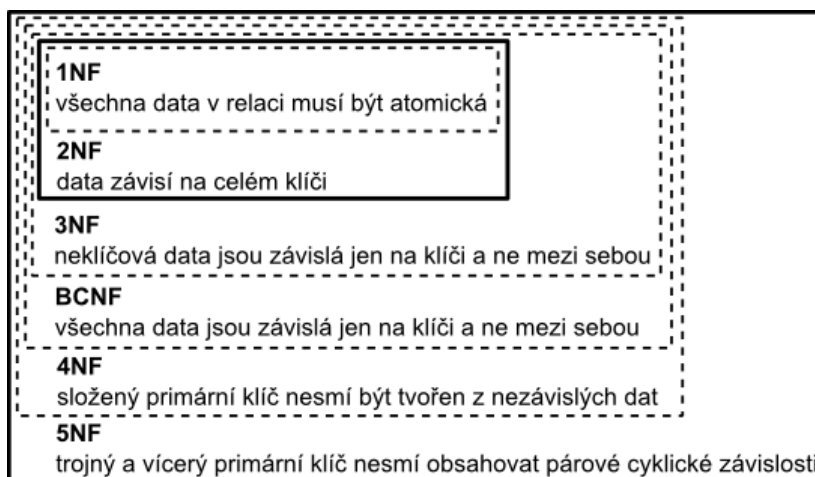 1NF
všechna data v relaci musí být atomická
2NF
data závisí na celém klíči
3NF
neklíčová data jsou závislá jen na klíči a ne mezi sebou
BCNF
všechna data jsou závislá jen na klíči a ne mezi sebou
4NF
složený primární klíč nesmí být tvořen z nezávislých dat
5NF
trojný a vícerý primární klíč nesmí obsahovat párové cyklické závislosti